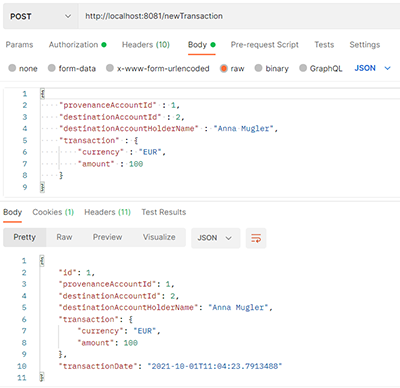 POST http://localhost:8081/newTransaction
Params Authorization Headers (10) Body Pre-request Script Tests Settings
none form-data x-www-form-urlencoded raw binary GraphQL JSON
1 {
2 "provenanceAccountId" : 1,
3 "destinationAccountId" : 2,
4 "destinationAccountHolderName" : "Anna Mugler",
5 "transaction" : {
6 "currency" : "EUR",
7 "amount" : 100
8 }
9 }
Body Cookies (1) Headers (11) Test Results
Pretty Raw Preview Visualize JSON
1 {
2 "id": 1,
3 "provenanceAccountId": 1,
4 "destinationAccountId": 2,
5 "destinationAccountHolderName": "Anna Mugler",
6 "transaction": {
7 "currency": "EUR",
8 "amount": 100
9 },
10 "transactionDate": "2021-10-01T11:04:23.7913488"
11 }